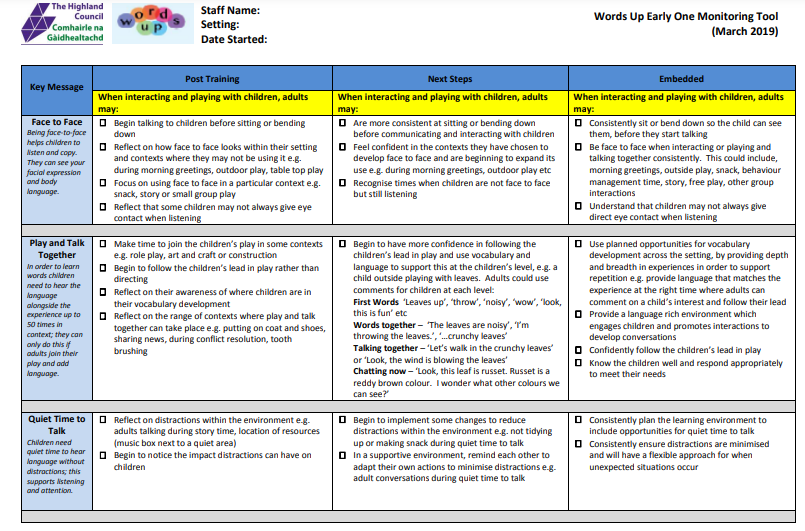 The Highland
Council
Comhairle na
Gàidhealtachd
words
up
Staff Name:
Setting:
Date Started:
Words Up Early One Monitoring Tool
(March 2019)
Key Message
Post Training
Next Steps
Embedded
When interacting and playing with children, adults
may:
When interacting and playing with children, adults
may:
When interacting and playing with children, adults
may:
Face to Face
Being face-to-face
helps children to
listen and copy.
They can see your
facial expression
and body
language.
Begin talking to children before sitting or bending
down
Reflect on how face to face looks within their setting
and contexts where they may not be using it e.g.
during morning greetings, outdoor play, table top play
Focus on using face to face in a particular context e.g.
snack, story or small group play
Reflect that some children may not always give eye
contact when listening
Are more consistent at sitting or bending down
before communicating and interacting with children
Feel confident in the contexts they have chosen to
develop face to face and are beginning to expand its
use e.g. during morning greetings, outdoor play etc
Recognise times when children are not face to face
but still listening
Consistently sit or bend down so the child can see
them, before they start talking
Be face to face when interacting or playing and
talking together consistently. This could include,
morning greetings, outside play, snack, behaviour
management time, story, free play, other group
interactions
Understand that children may not always give
direct eye contact when listening
Play and Talk
Together
In order to learn
words children
need to hear the
language
alongside the
experience up to
50 times in
context; they can
only do this if
adults join their
play and add
language.
Make time to join the children's play in some contexts
e.g. role play, art and craft or construction
Begin to follow the children's lead in play rather than
directing
Reflect on their awareness of where children are in
their vocabulary development
Reflect on the range of contexts where play and talk
together can take place e.g. putting on coat and shoes,
sharing news, during conflict resolution, tooth
brushing
Begin to have more confidence in following the
children's lead in play and use vocabulary and
language to support this at the children's level, e.g. a
child outside playing with leaves. Adults could use
comments for children at each level:
First Words 'Leaves up', 'throw', 'noisy', 'wow', 'look,
this is fun' etc
Words together – 'The leaves are noisy', 'I'm
throwing the leaves.', '…crunchy leaves'
Talking together – 'Let's walk in the crunchy leaves'
or 'Look, the wind is blowing the leaves'
Chatting now – 'Look, this leaf is russet. Russet is a
reddy brown colour. I wonder what other colours we
can see?'
Use planned opportunities for vocabulary
development across the setting, by providing depth
and breadth in experiences in order to support
repetition e.g. provide language that matches the
experience at the right time where adults can
comment on a child's interest and follow their lead
Provide a language rich environment which
engages children and promotes interactions to
develop conversations
Confidently follow the children's lead in play
Know the children well and respond appropriately
to meet their needs
Quiet Time to
Talk
Children need
quiet time to hear
language without
distractions; this
supports listening
and attention.
Reflect on distractions within the environment e.g.
adults talking during story time, location of resources
(music box next to a quiet area)
Begin to notice the impact distractions can have on
children
Begin to implement some changes to reduce
distractions within the environment e.g. not tidying
up or making snack during quiet time to talk
In a supportive environment, remind each other to
adapt their own actions to minimise distractions e.g.
adult conversations during quiet time to talk
Consistently plan the learning environment to
include opportunities for quiet time to talk
Consistently ensure distractions are minimised
and will have a flexible approach for when
unexpected situations occur